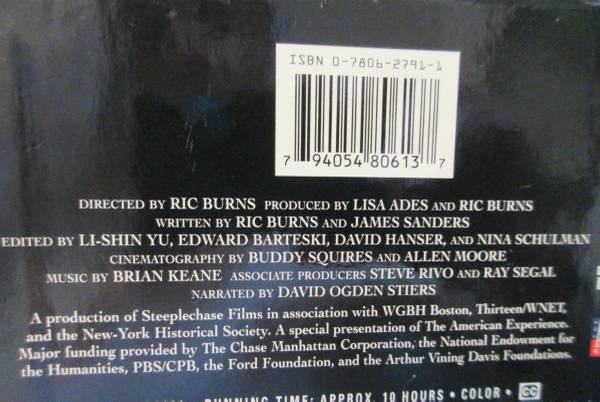 ISBN 0-7806-2791-1
7 94054 80613 7
DIRECTED BY RIC BURNS PRODUCED BY LISA ADES AND RIC BURNS
WRITTEN BY RIC BURNS AND JAMES SANDERS
EDITED BY LI-SHIN YU, EDWARD BARTESKI, DAVID HANSER, AND NINA SCHULMAN
CINEMATOGRAPHY BY BUDDY SQUIRES AND ALLEN MOORE
MUSIC BY BRIAN KEANE ASSOCIATE PRODUCERS STEVE RIVO AND RAY SEGAL
NARRATED BY DAVID OGDEN STIERS
A production of Steeplechase Films in association with WGBH Boston, Thirteen/WNET,
and the New-York Historical Society. A special presentation of The American Experience.
Major funding provided by The Chase Manhattan Corporation, the National Endowment for
the Humanities, PBS/CPB, the Ford Foundation, and the Arthur Vining Davis Foundations.
RUNNING TIME: APPROX. 10 HOURS • COLOR • CC